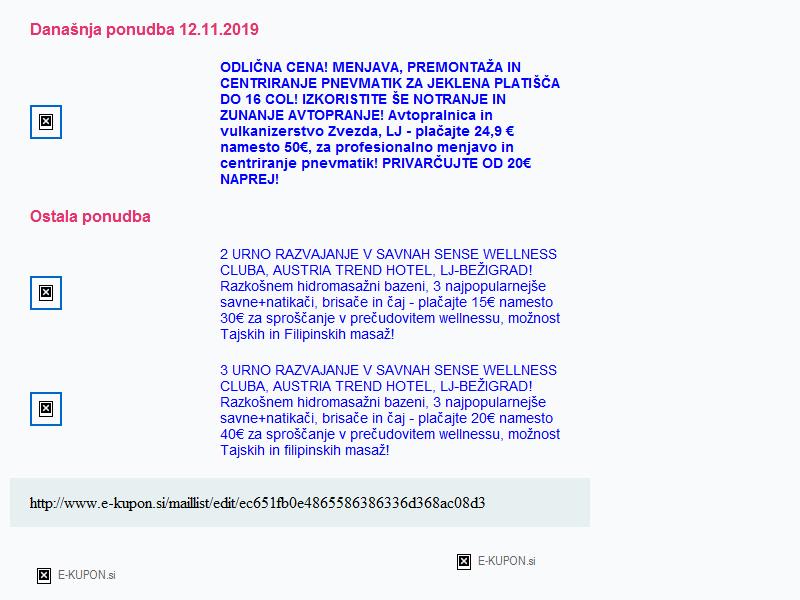 Današnja ponudba 12.11.2019
ODLIČNA CENA! MENJAVA, PREMONTAŽA IN
CENTRIRANJE PNEVMATIK ZA JEKLENA PLATIŠČA
DO 16 COL! IZKORISTITE ŠE NOTRANJE IN
ZUNANJE AVTOPRANJE! Avtopralnica in
vulkanizerstvo Zvezda, LJ - plačajte 24,9 €
namesto 50€, za profesionalno menjavo in
centriranje pnevmatik! PRIVARČUJTE OD 20€
NAPREJ!
Ostala ponudba
2 URNO RAZVAJANJE V SAVNAH SENSE WELLNESS
CLUBA, AUSTRIA TREND HOTEL, LJ-BEŽIGRAD!
Razkošnem hidromasažni bazeni, 3 najpopularnejše
savne+natikači, brisače in čaj - plačajte 15€ namesto
30€ za sproščanje v prečudovitem wellnessu, možnost
Tajskih in Filipinskih masaž!
3 URNO RAZVAJANJE V SAVNAH SENSE WELLNESS
CLUBA, AUSTRIA TREND HOTEL, LJ-BEŽIGRAD!
Razkošnem hidromasažni bazeni, 3 najpopularnejše
savne+natikači, brisače in čaj - plačajte 20€ namesto
40€ za sproščanje v prečudovitem wellnessu, možnost
Tajskih in filipinskih masaž!
http://www.e-kupon.si/maillist/edit/ec651fb0e4865586386336d368ac08d3
E-KUPON.si
E-KUPON.si